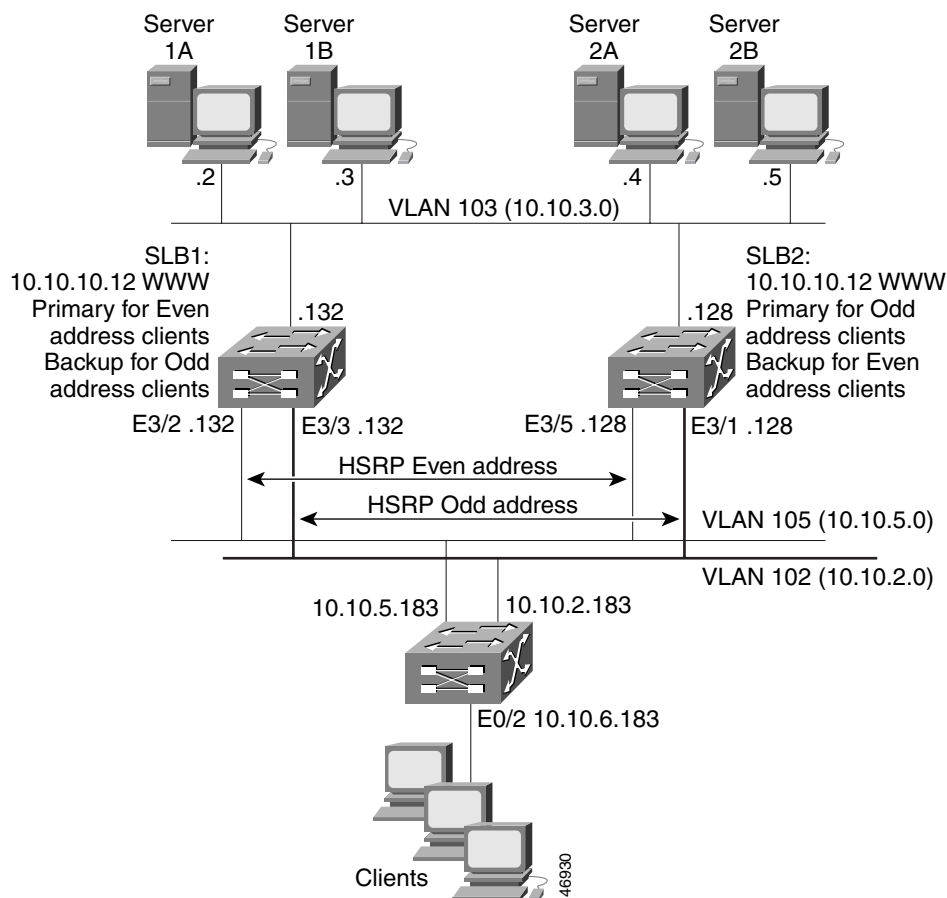 Server
1A
Server
1B
Server
2A
Server
2B
.2
.3
.4
.5
VLAN 103 (10.10.3.0)
SLB1:
10.10.10.12 WWW
Primary for Even
address clients
Backup for Odd
address clients
.132
.128
SLB2:
10.10.10.12 WWW
Primary for Odd
address clients
Backup for Even
address clients
E3/2 .132
E3/3 .132
E3/5 .128
E3/1 .128
HSRP Even address
HSRP Odd address
VLAN 105 (10.10.5.0)
VLAN 102 (10.10.2.0)
10.10.5.183
10.10.2.183
E0/2 10.10.6.183
Clients
46930